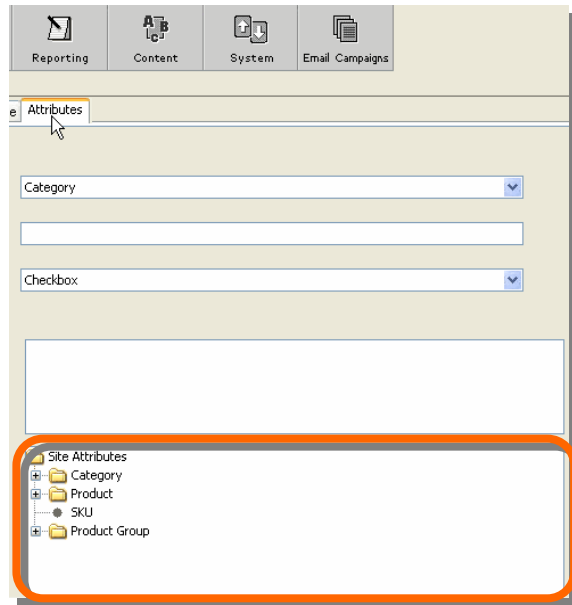 Reporting Content System Email Campaigns
e Attributes
Category
Checkbox
Site Attributes
Category
Product
SKU
Product Group